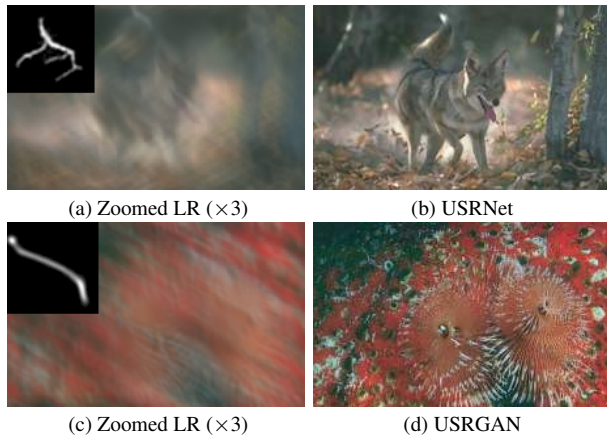 (a) Zoomed LR (×3)
(b) USRNet
(c) Zoomed LR (×3)
(d) USRGAN